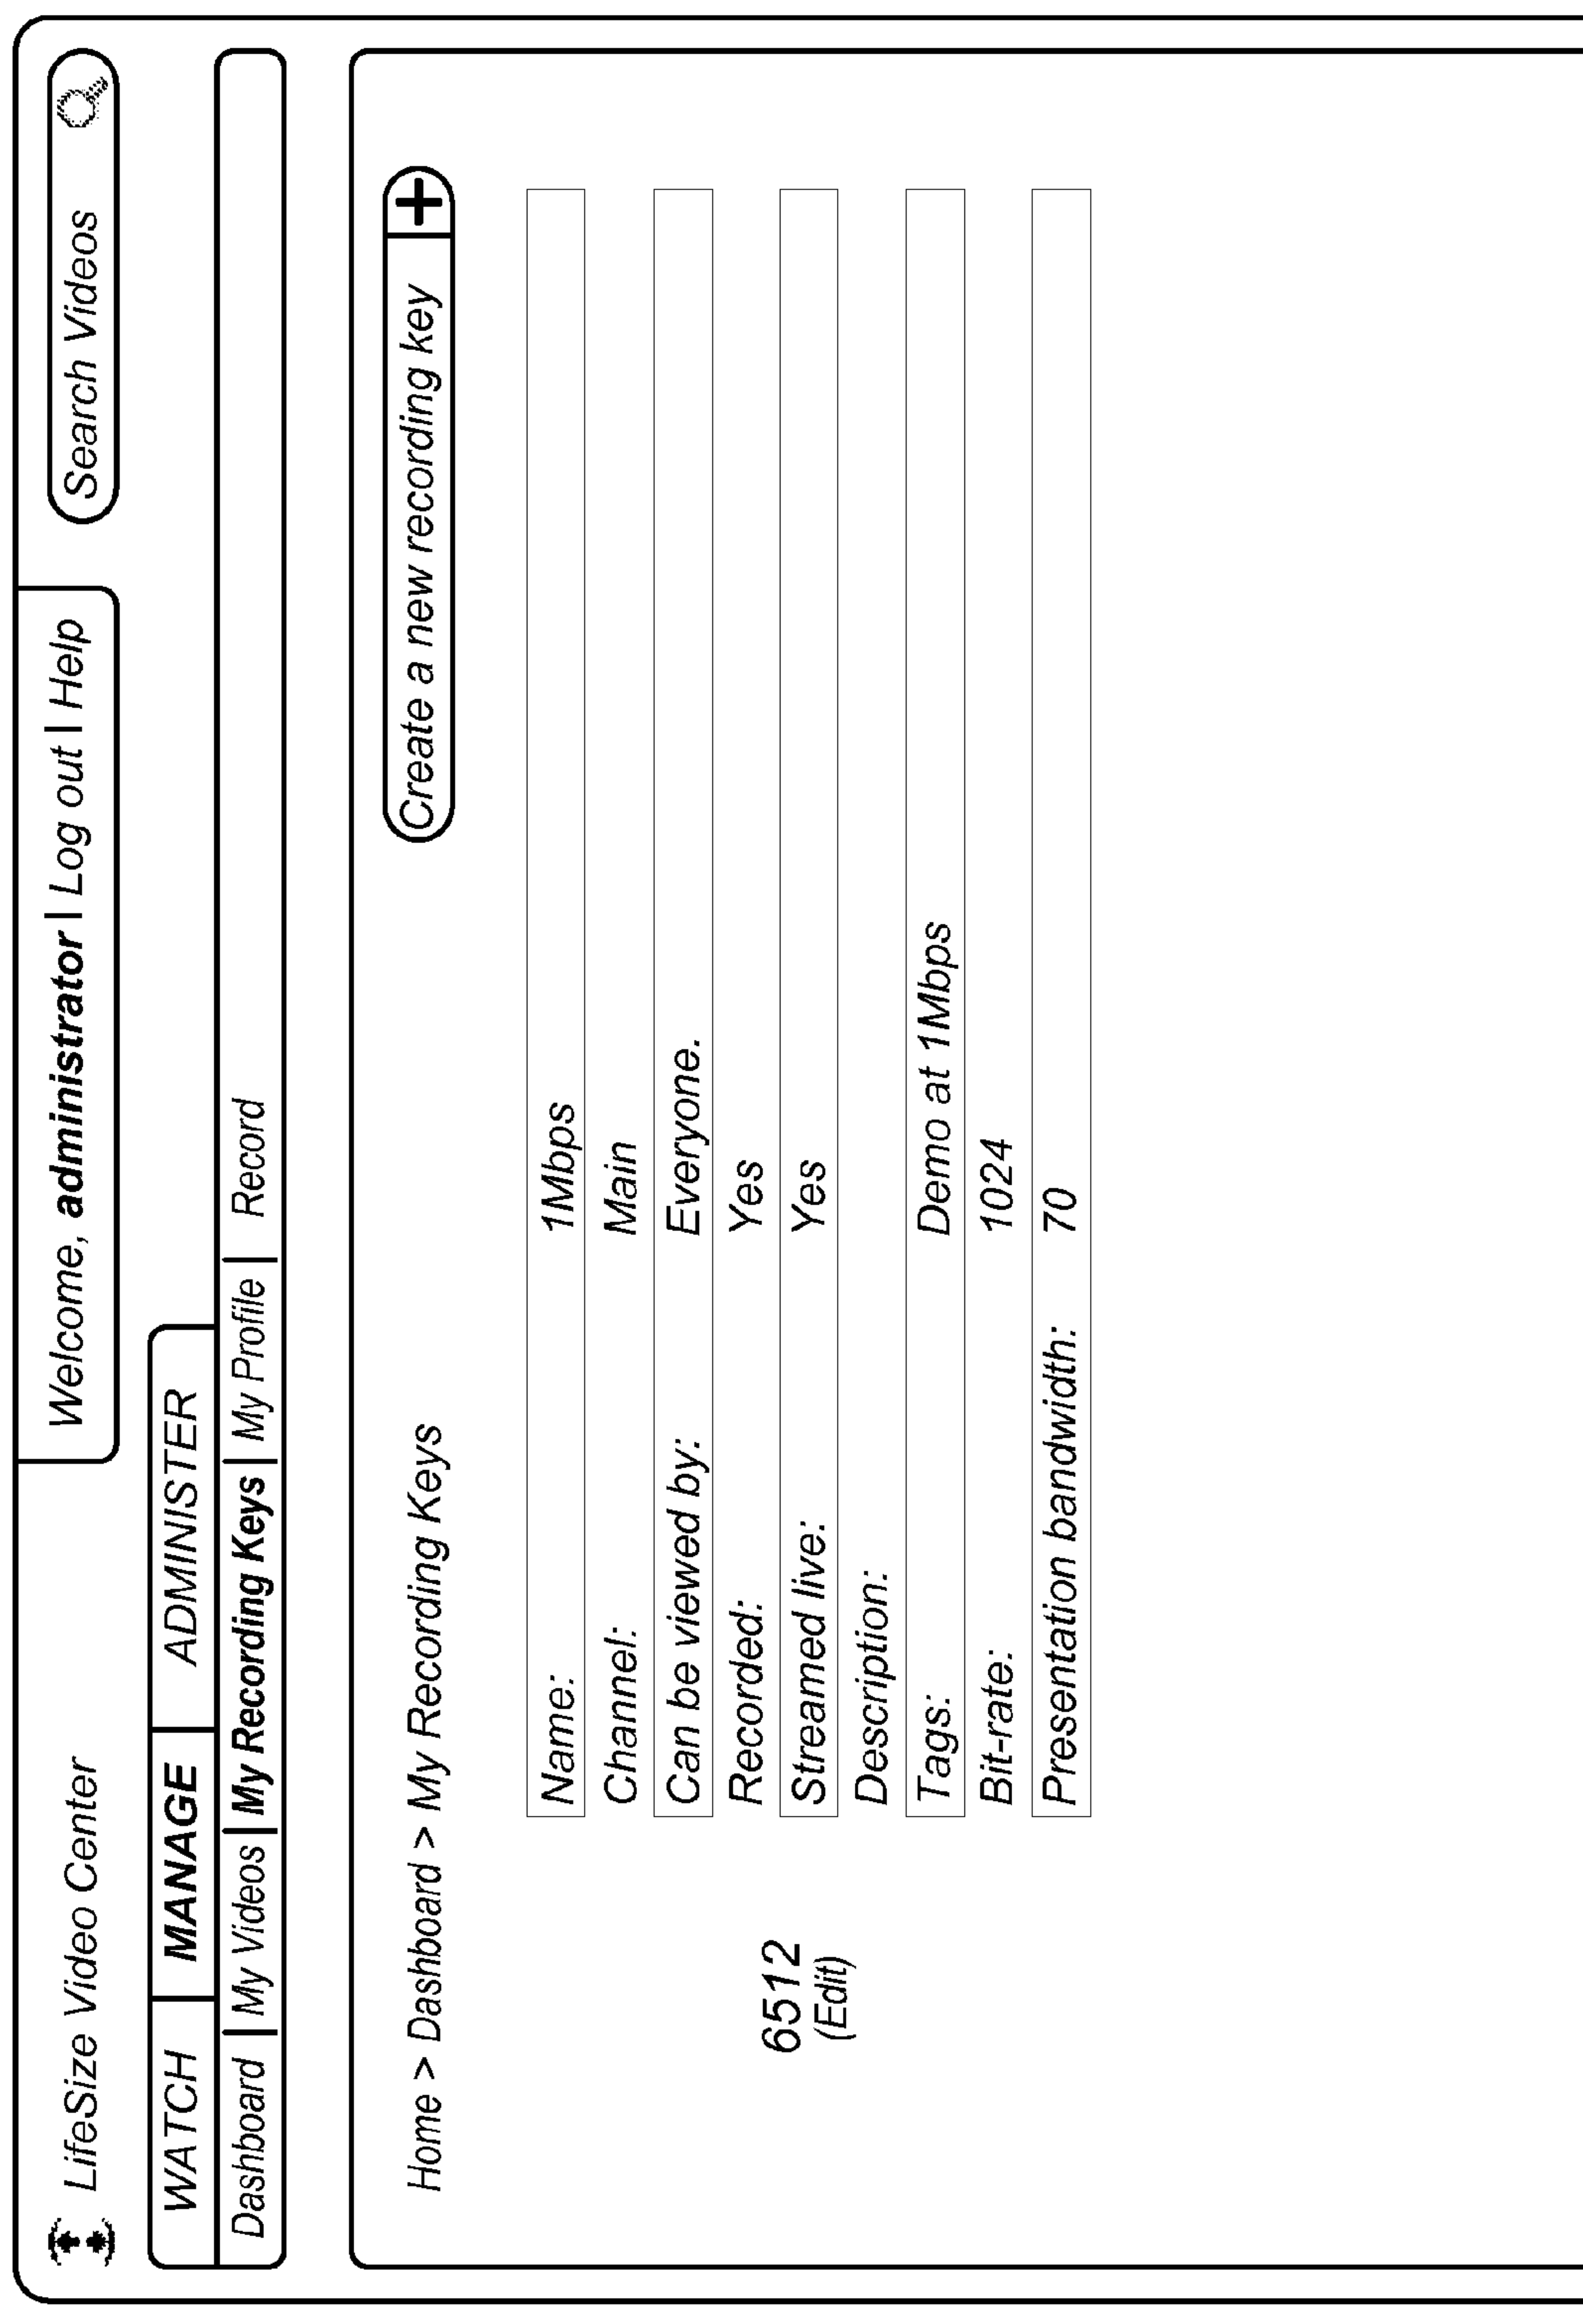 LifeSize Video Center
Welcome, administrator | Log out | Help
Search Videos
WATCH MANAGE ADMINISTER
Dashboard | My Videos | My Recording Keys | My Profile | Record
Home > Dashboard > My Recording Keys
Create a new recording key +
6512
(Edit)
Name: 1Mbps
Channel: Main
Can be viewed by: Everyone.
Recorded: Yes
Streamed live: Yes
Description:
Tags: Demo at 1Mbps
Bit-rate: 1024
Presentation bandwidth: 70